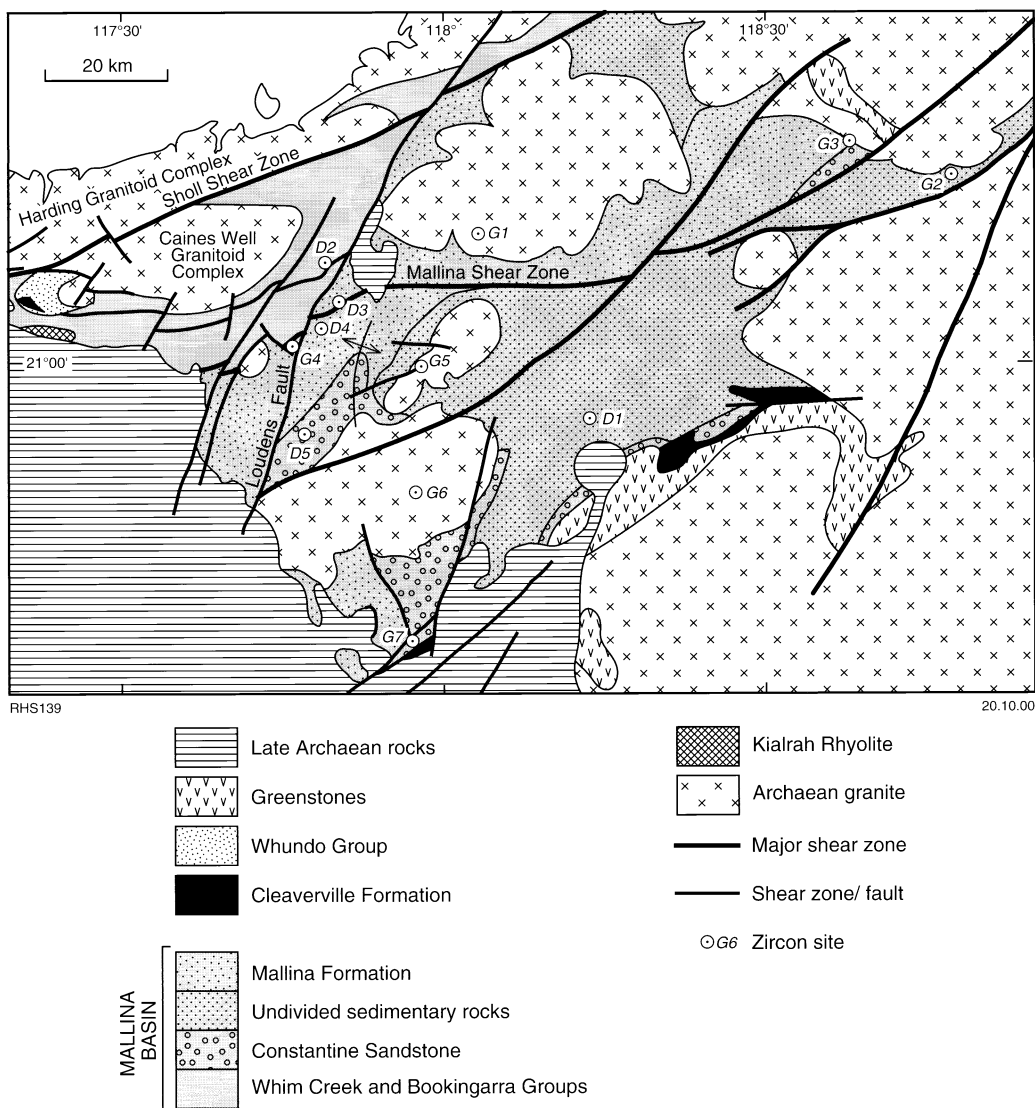 117°30'
118°
118°30'
20 km
Harding Granitoid Complex
Sholl Shear Zone
Caines Well
Granitoid
Complex
D2
G1
G3
G2
Mallina Shear Zone
D3
D4
G4
G5
21°00'
Loudens Fault
D1
D5
G6
G7
RHS139
20.10.00
Late Archaean rocks
Greenstones
Whundo Group
Cleaverville Formation
MALLINA
BASIN
Mallina Formation
Undivided sedimentary rocks
Constantine Sandstone
Whim Creek and Bookingarra Groups
Kialrah Rhyolite
Archaean granite
Major shear zone
Shear zone/ fault
G6 Zircon site